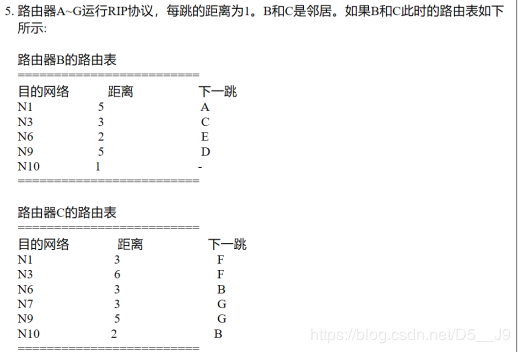 5. 路由器A~G运行RIP协议，每跳的距离为1。B和C是邻居。如果B和C此时的路由表如下
所示:
路由器B的路由表
==========================
目的网络 距离 下一跳
N1 5 A
N3 3 C
N6 2 E
N9 5 D
N10 1 -
==========================
路由器C的路由表
==========================
目的网络 距离 下一跳
N1 3 F
N3 6 F
N6 3 B
N7 3 G
N9 5 G
N10 2 B
==========================
https://blog.csdn.net/D5__J9